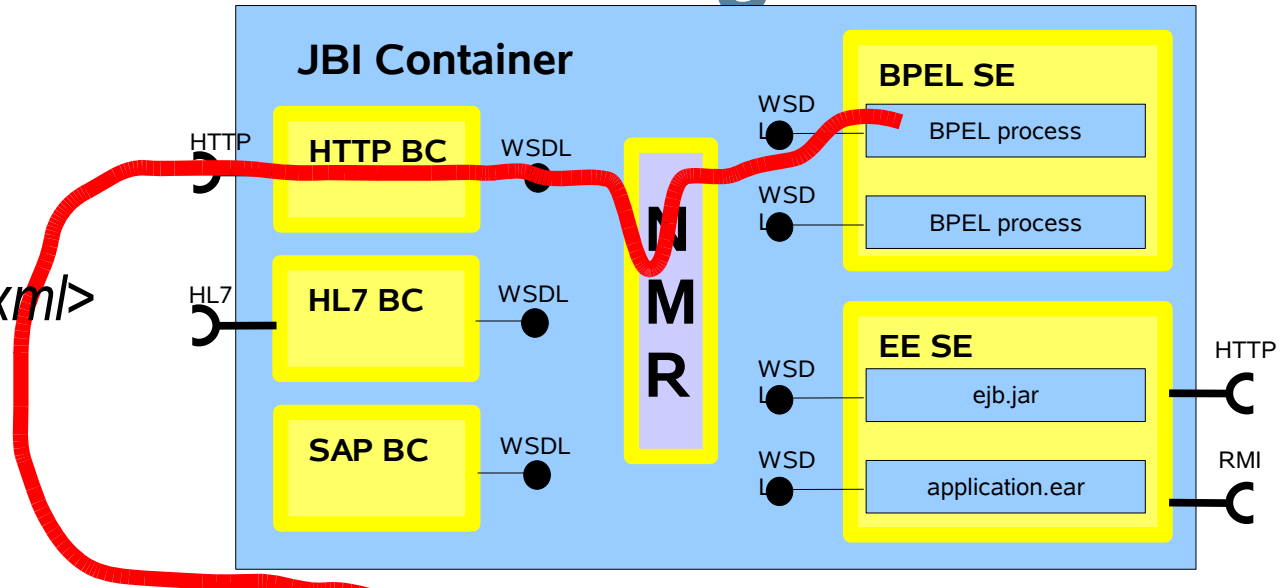 JBI Container
HTTP
HTTP BC
WSDL
xml>
HL7
HL7 BC
WSDL
SAP BC
WSDL
N
M
R
BPEL SE
WSD
L
BPEL process
WSD
L
BPEL process
EE SE
WSD
L
ejb.jar
WSD
L
application.ear
HTTP
RMI